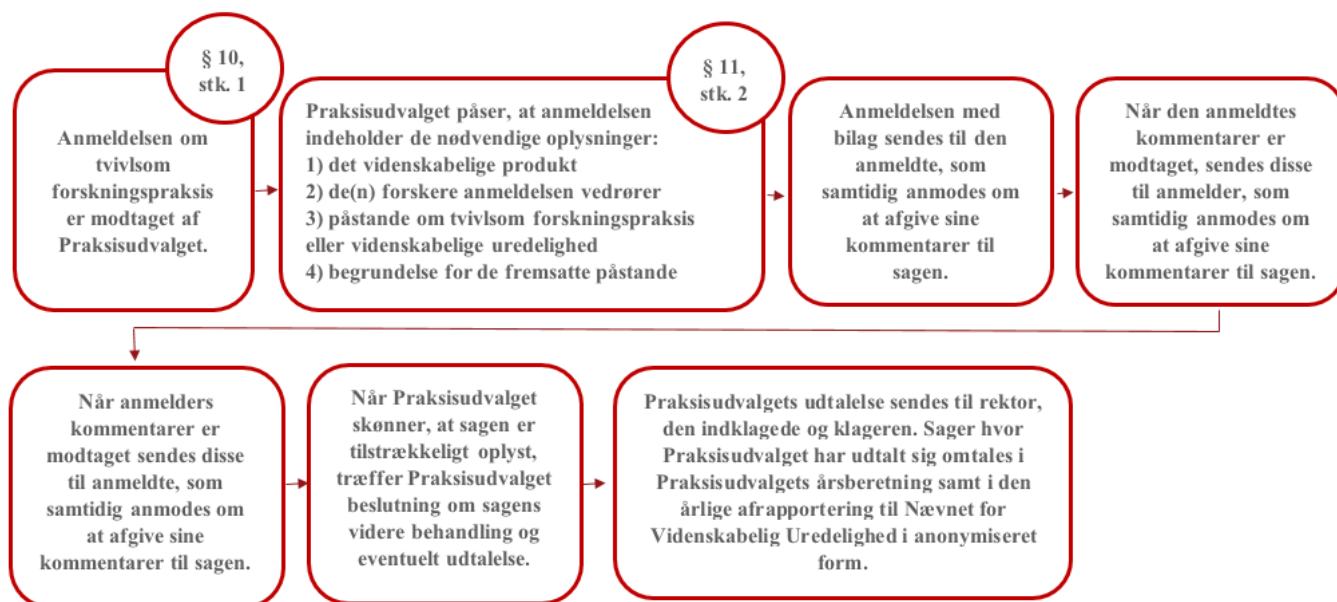 § 10,
stk. 1
Anmeldelsen om
tvivlsom
forskningspraksis
er modtaget af
Praksisudvalget.
§ 11,
stk. 2
Praksisudvalget påser, at anmeldelsen
indeholder de nødvendige oplysninger:
1) det videnskabelige produkt
2) de(n) forskere anmeldelsen vedrører
3) påstande om tvivlsom forskningspraksis
eller videnskabelige uredelighed
4) begrundelse for de fremsatte påstande
Anmeldelsen med
bilag sendes til den
anmeldte, som
samtidig anmodes om
at afgive sine
kommentarer til
sagen.
Når den anmeldtes
kommentarer er
modtaget, sendes disse
til anmelder, som
samtidig anmodes om
at afgive sine
kommentarer til sagen.
Når anmelders
kommentarer er
modtaget sendes disse
til anmeldte, som
samtidig anmodes om
at afgive sine
kommentarer til sagen.
Når Praksisudvalget
skønner, at sagen er
tilstrækkeligt oplyst,
træffer Praksisudvalget
beslutning om sagens
videre behandling og
eventuelt udtalelse.
Praksisudvalgets udtalelse sendes til rektor,
den indklagede og klageren. Sager hvor
Praksisudvalget har udtalt sig omtales i
Praksisudvalgets årsberetning samt i den
årlige afrapportering til Nævnet for
Videnskabelig Uredelighed i anonymiseret
form.